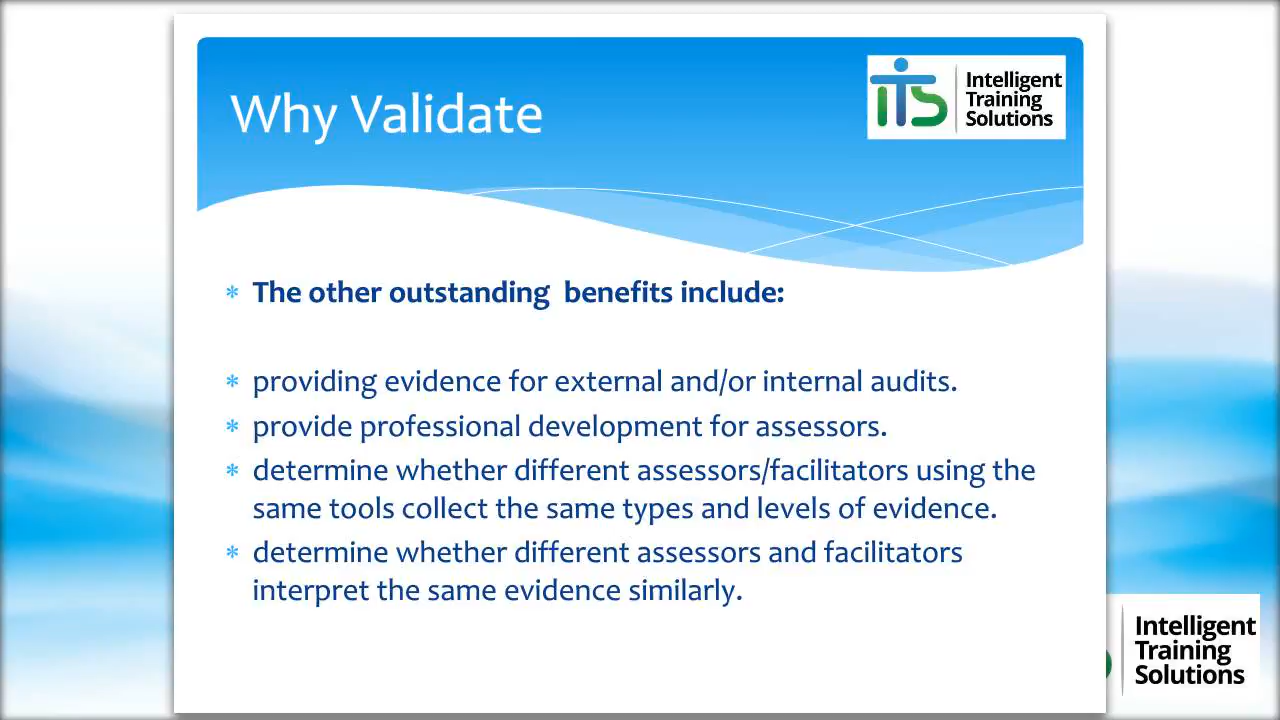 Why Validate
iTS
Intelligent
Training
Solutions
* The other outstanding  benefits include:
* providing evidence for external and/or internal audits.
* provide professional development for assessors.
* determine whether different assessors/facilitators using the
same tools collect the same types and levels of evidence.
* determine whether different assessors and facilitators
interpret the same evidence similarly.
Intelligent
Training
Solutions